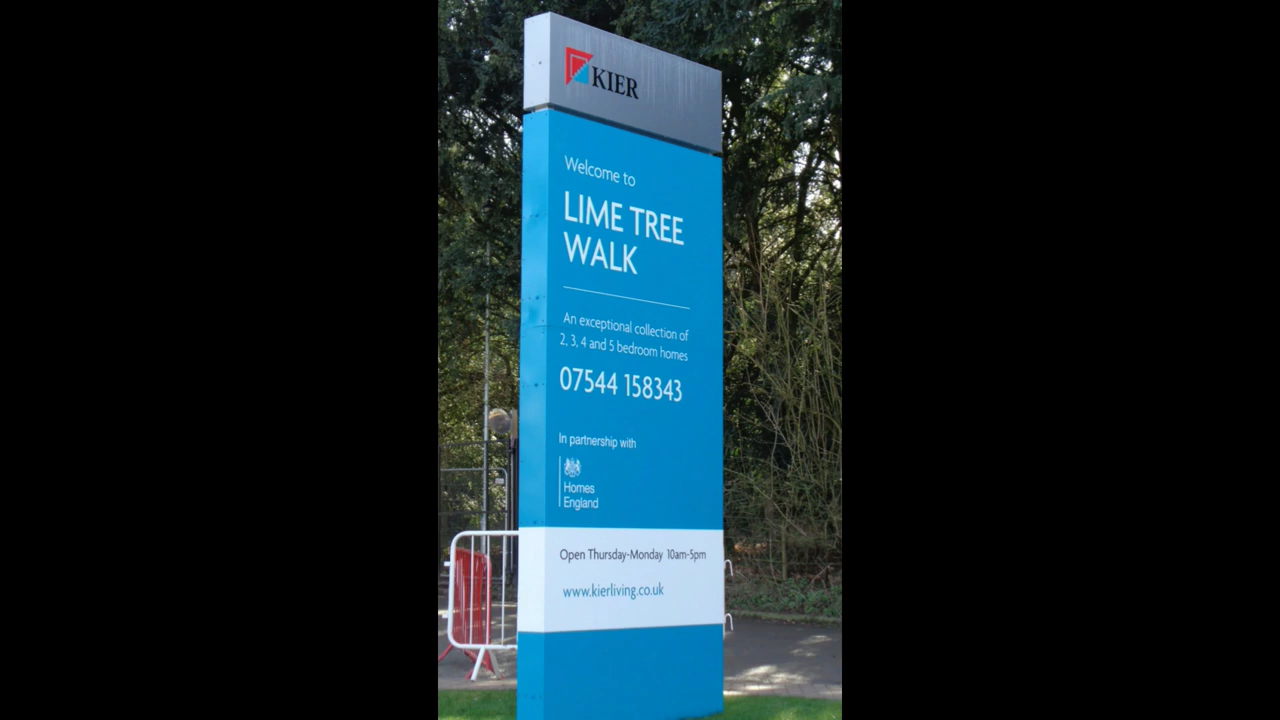 KIER
Welcome to
LIME TREE
WALK
An exceptional collection of
2, 3, 4 and 5 bedroom homes
07544 158343
In partnership with
Homes
England
Open Thursday-Monday 10am-5pm
www.kierliving.co.uk